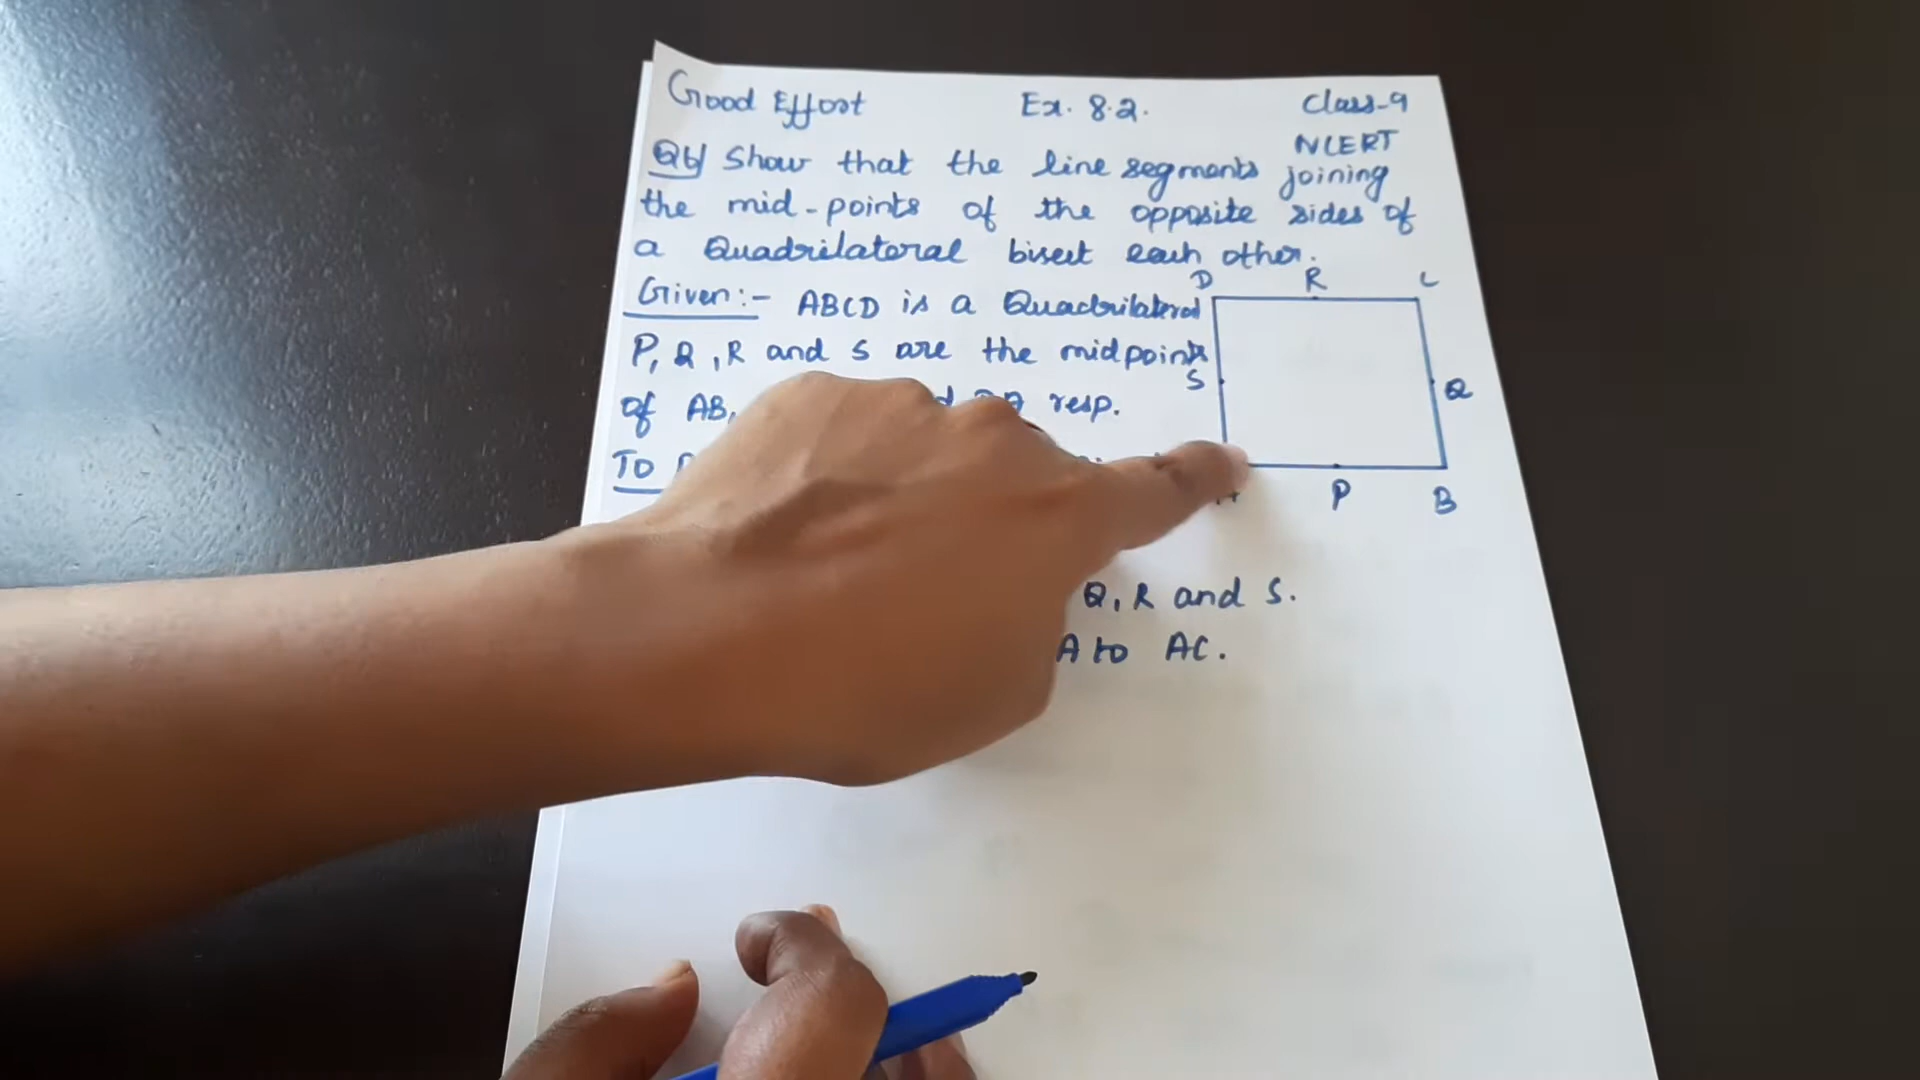 Good Effort Ex. 8.2. Class-9
NCERT
Q6) Show that the line segments joining
the mid-points of the opposite sides of
a Quadrilateral bisect each other.
Given:- ABCD is a Quadrilateral
P, Q, R and S are the midpoints
of AB, resp.
To
D R C
S Q
P B
Q, R and S.
A to AC.